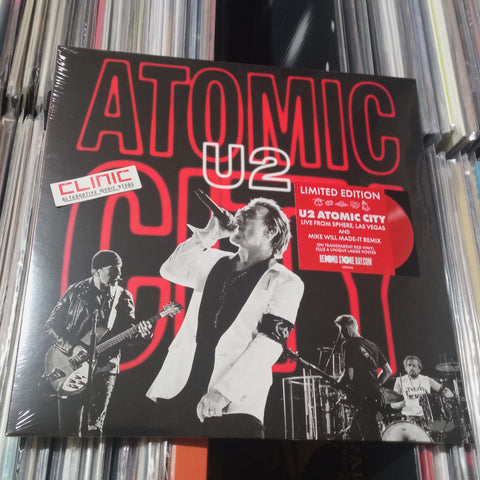 ATOMIC
U2
CITY
CLINIC
ALTERNATIVE MUSIC STORE
LIMITED EDITION
U2 ATOMIC CITY
LIVE FROM SPHERE, LAS VEGAS
AND
MIKE WILL MADE-IT REMIX
ON TRANSPARENT RED VINYL
PLUS A UNIQUE LARGE POSTER
RECORD STORE DAY.COM